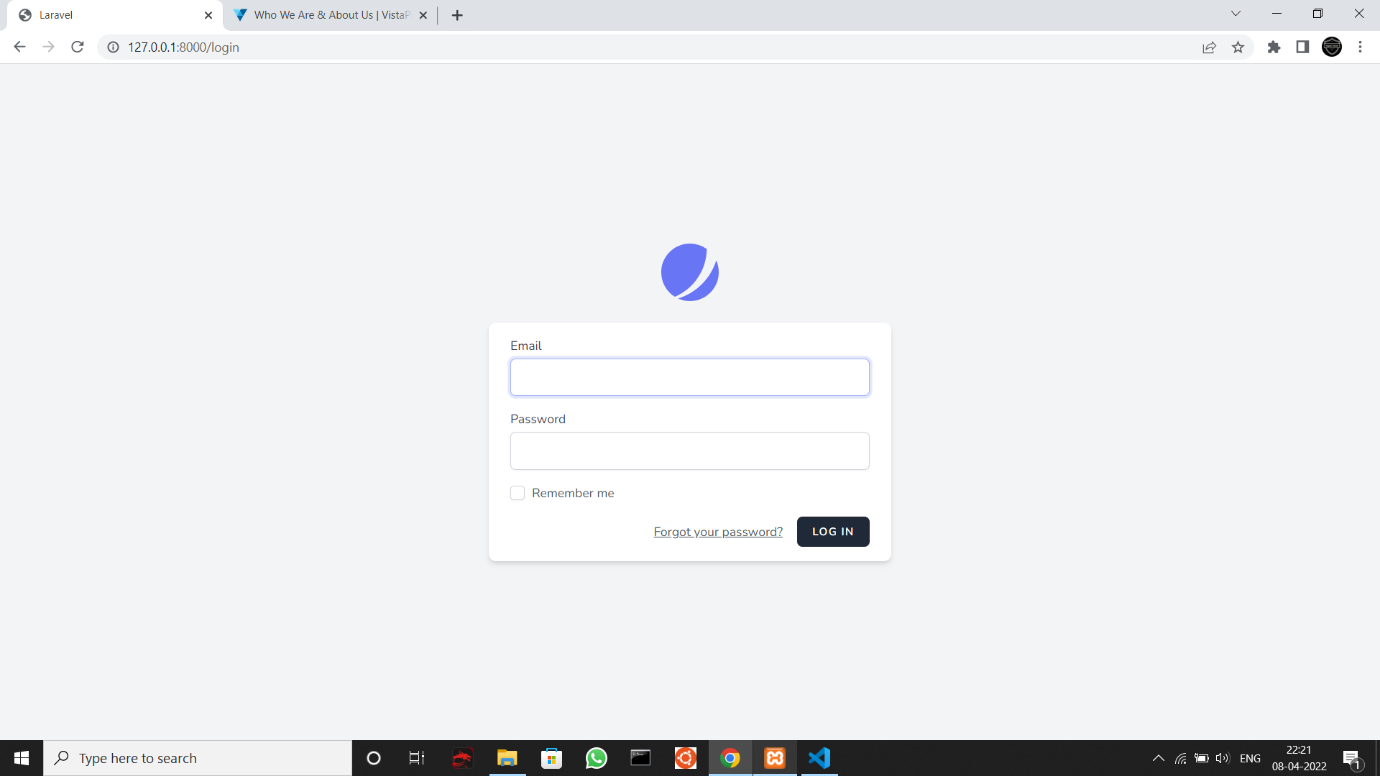 Laravel
Who We Are & About Us | VistaP
127.0.0.1:8000/login
Email
Password
Remember me
Forgot your password?
LOG IN
Type here to search
ENG
22:21
08-04-2022
1